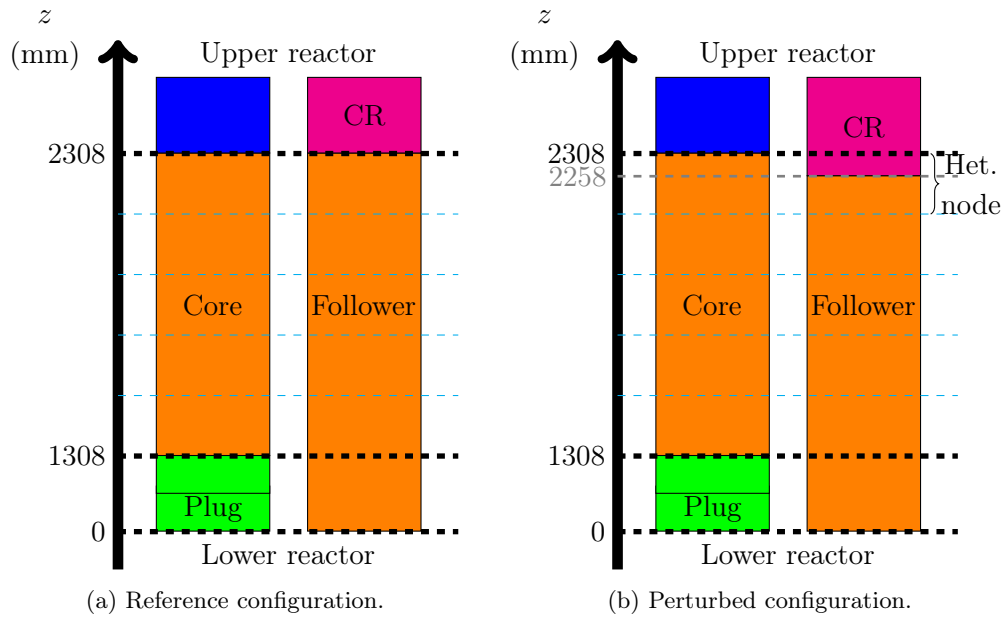 z
(mm)
Upper reactor
CR
2308
Core
Follower
1308
Plug
0
Lower reactor
(a) Reference configuration.
z
(mm)
Upper reactor
CR
2308
2258
Het.
node
Core
Follower
1308
Plug
0
Lower reactor
(b) Perturbed configuration.